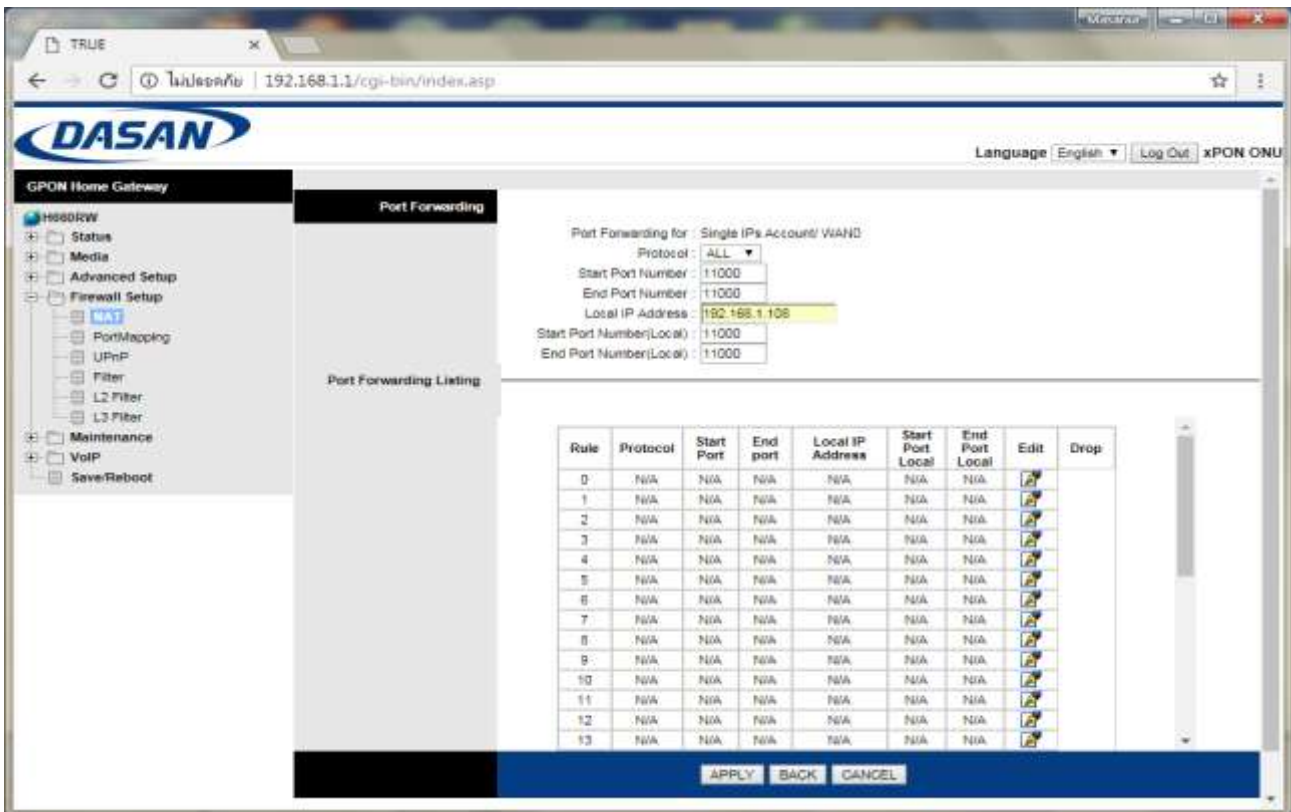 Masanur
TRUE
ไม่ปลอดภัย 192.168.1.1/cgi-bin/index.asp
DASAN
Language English Log Out xPON ONU
GPON Home Gateway
H660RW
Status
Media
Advanced Setup
Firewall Setup
NAT
PortMapping
UPnP
Filter
L2 Filter
L3 Filter
Maintenance
VoIP
Save/Reboot
Port Forwarding
Port Forwarding for : Single IPs Account/ WAN0
Protocol : ALL
Start Port Number : 11000
End Port Number : 11000
Local IP Address : 192.168.1.108
Start Port Number(Local) : 11000
End Port Number(Local) : 11000
Port Forwarding Listing
Rule Protocol Start Port End port Local IP Address Start Port Local End Port Local Edit Drop
0 N/A N/A N/A N/A N/A N/A
1 N/A N/A N/A N/A N/A N/A
2 N/A N/A N/A N/A N/A N/A
3 N/A N/A N/A N/A N/A N/A
4 N/A N/A N/A N/A N/A N/A
5 N/A N/A N/A N/A N/A N/A
6 N/A N/A N/A N/A N/A N/A
7 N/A N/A N/A N/A N/A N/A
8 N/A N/A N/A N/A N/A N/A
9 N/A N/A N/A N/A N/A N/A
10 N/A N/A N/A N/A N/A N/A
11 N/A N/A N/A N/A N/A N/A
12 N/A N/A N/A N/A N/A N/A
13 N/A N/A N/A N/A N/A N/A
APPLY BACK CANCEL